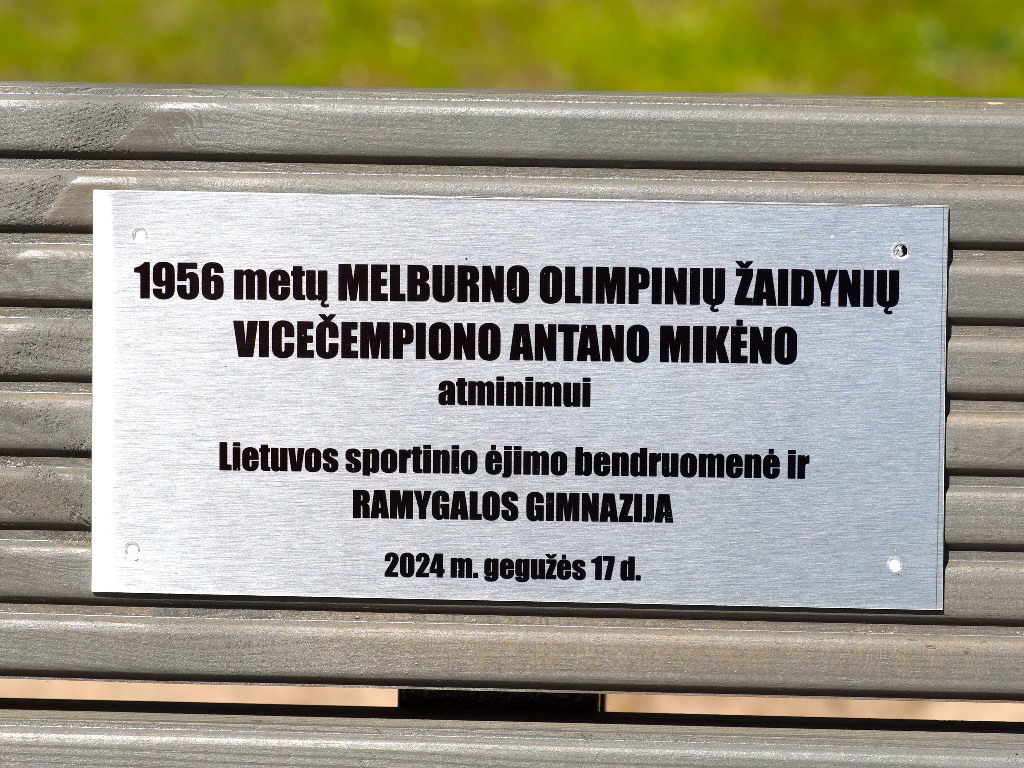 1956 metų MELBURNO OLIMPINIŲ ŽAIDYNIŲ
VICEČEMPIONO ANTANO MIKĖNO
atminimui
Lietuvos sportinio ėjimo bendruomenė ir
RAMYGALOS GIMNAZIJA
2024 m. gegužės 17 d.